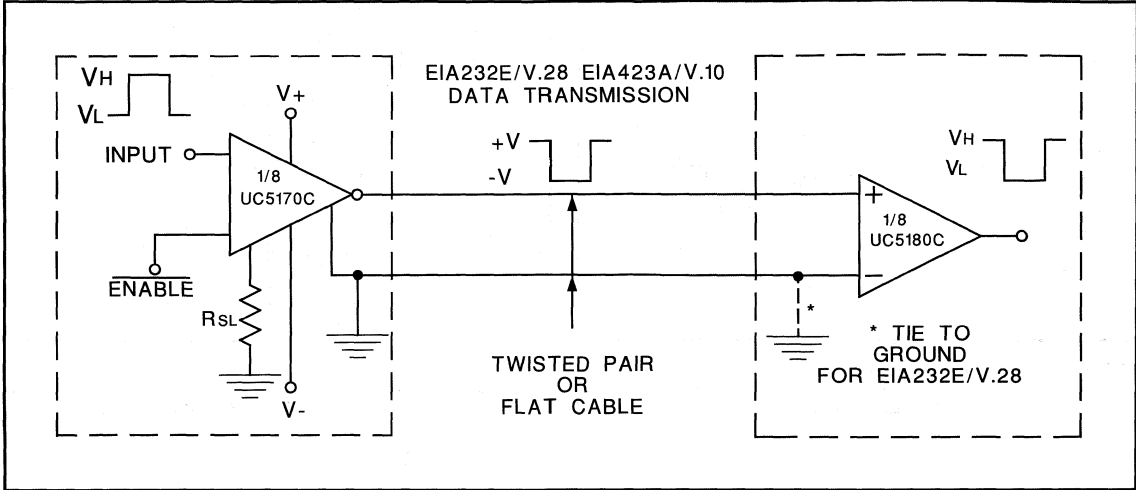 VH
VL
V+
INPUT
1/8
UC5170C
ENABLE
RSL
V-
EIA232E/V.28 EIA423A/V.10
DATA TRANSMISSION
+V
-V
TWISTED PAIR
OR
FLAT CABLE
VH
VL
+
1/8
UC5180C
−
*
* TIE TO
GROUND
FOR EIA232E/V.28